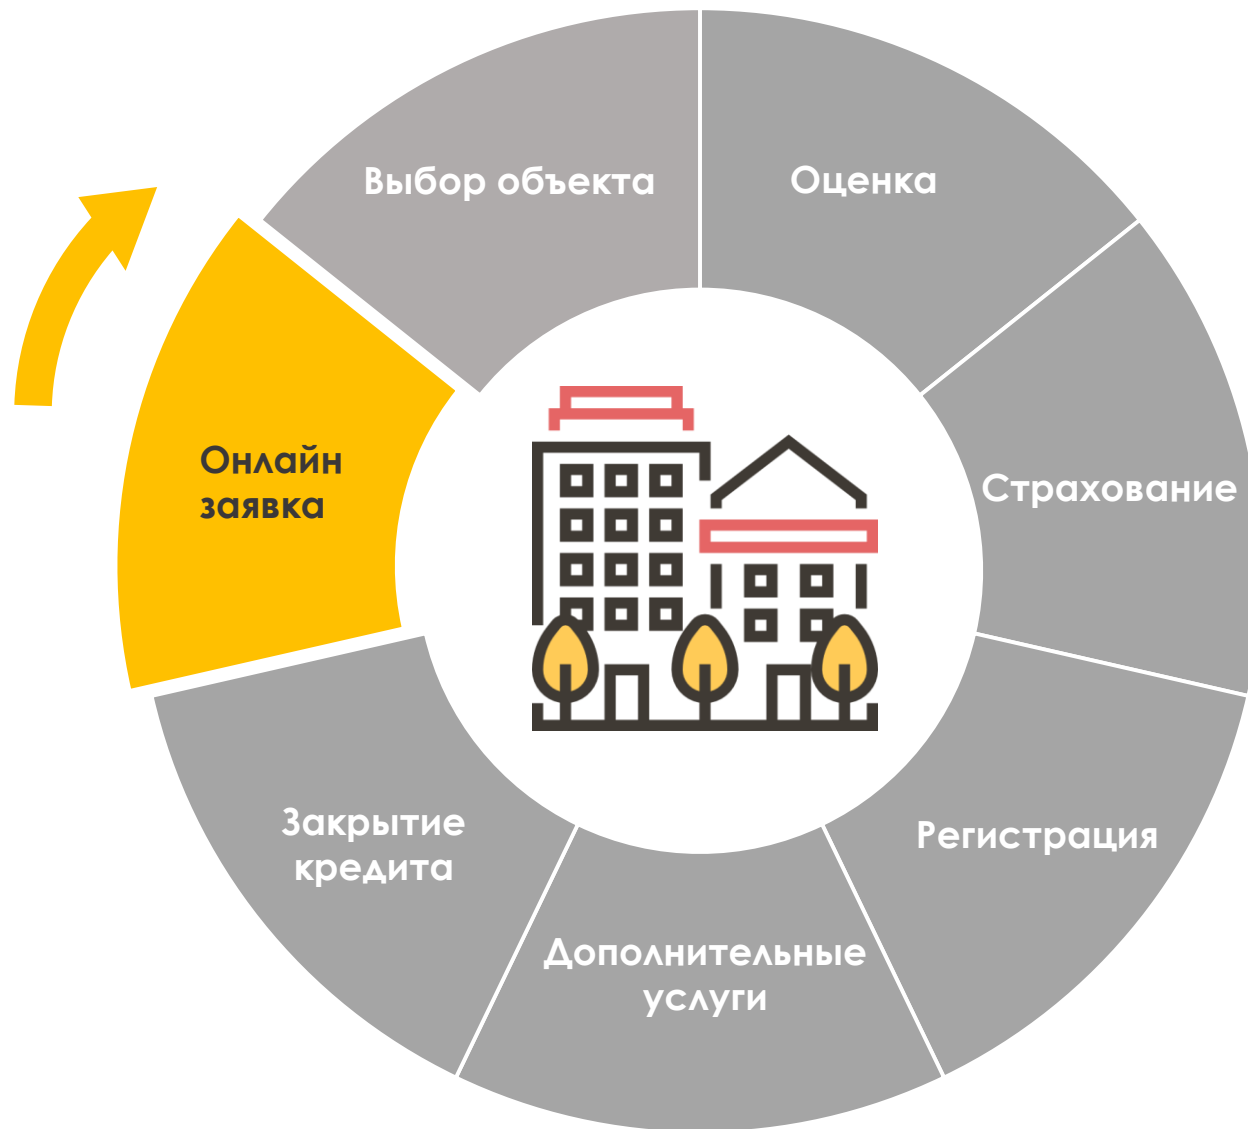 Выбор объекта
Оценка
Онлайн
заявка
Страхование
Закрытие
кредита
Регистрация
Дополнительные
услуги